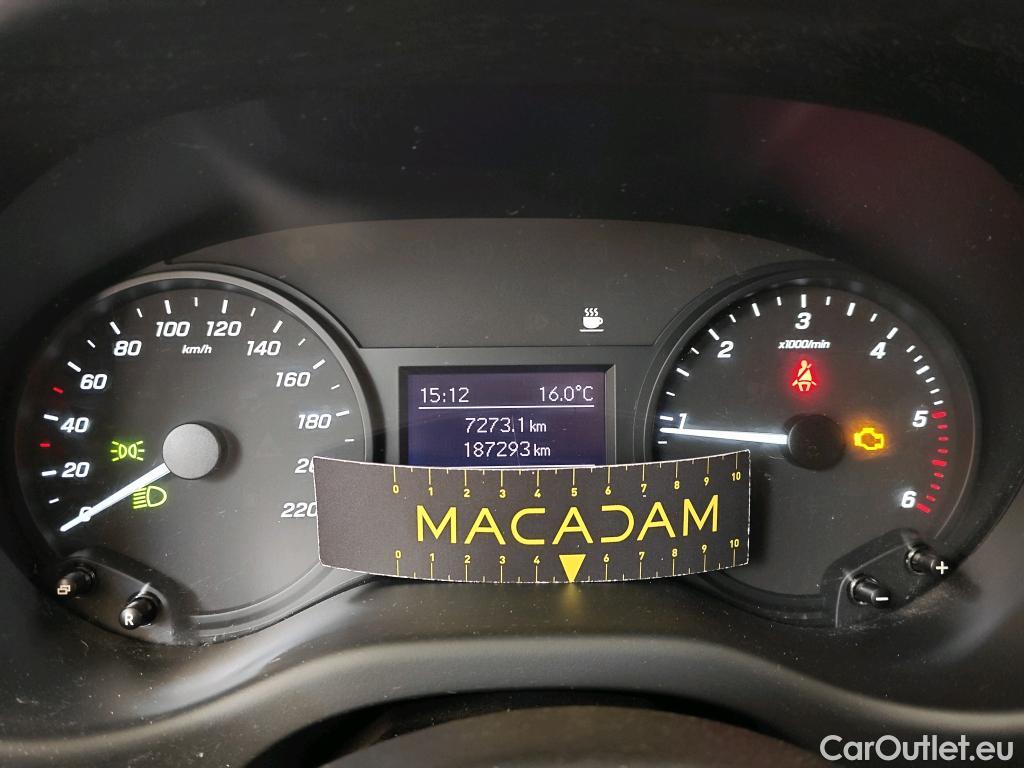 0 20 40 60 80 100 120 140 160 180 220
km/h
15:12 16.0°C
7273.1 km
187293 km
1 2 3 4 5 6
x1000/min
0 1 2 3 4 5 6 7 8 9 10
MACADAM
0 1 2 3 4 5 6 7 8 9 10
R
+
−
CarOutlet.eu